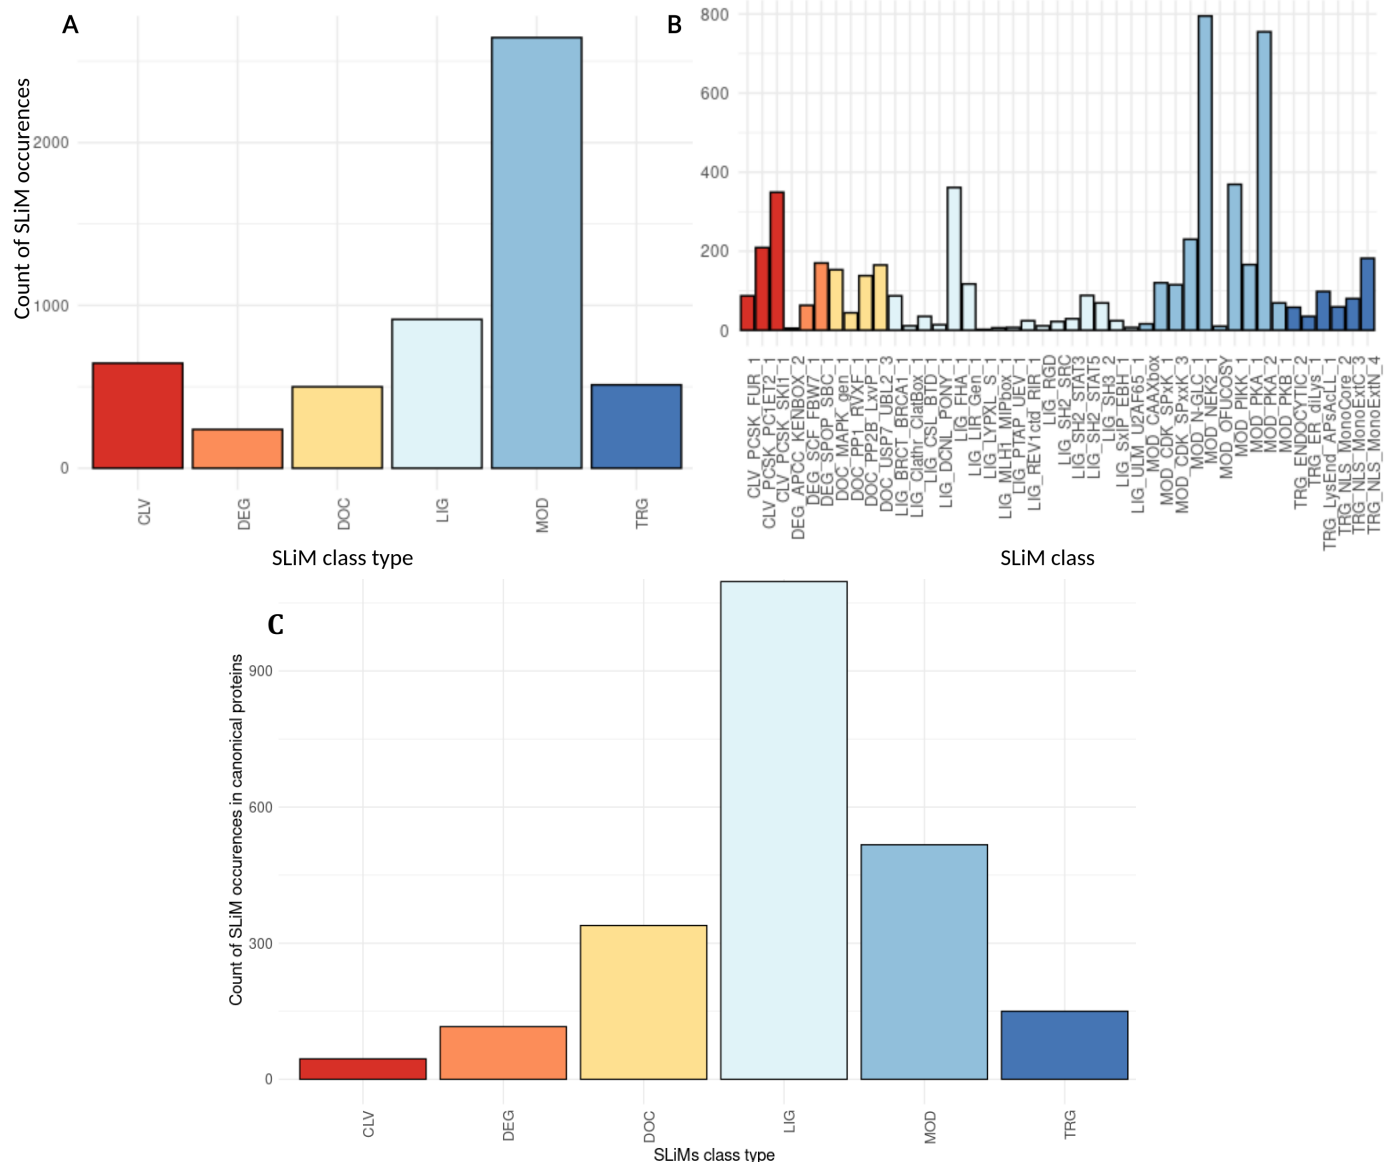 A
Count of SLiM occurences
2000
1000
0
CLV
DEG
DOC
LIG
MOD
TRG
SLiM class type
B
800
600
400
200
0
CLV_PCSK_FUR_1
CLV_PCSK_PC1ET2_1
CLV_PCSK_SKI1_1
DEG_APCC_KENBOX_2
DEG_SCF_FBW7_1
DEG_SPOP_SBC_1
DOC_MAPK_gen_1
DOC_PP1_RVXF_1
DOC_PP2B_LxvP_1
DOC_USP7_UBL2_3
LIG_BRCT_BRCA1_1
LIG_Clathr_ClatBox_1
LIG_CSL_BTD_1
LIG_DCNL_PONY_1
LIG_FHA_1
LIG_LIR_Gen_1
LIG_LYPXL_S_1
LIG_MLH1_MIPbox_1
LIG_PTAP_UEV_1
LIG_REV1ctd_RIR_1
LIG_RGD
LIG_SH2_SRC
LIG_SH2_STAT3
LIG_SH2_STAT5
LIG_SH3_2
LIG_SxIP_EBH_1
LIG_ULM_U2AF65_1
MOD_CAAXbox
MOD_CDK_SPxK_1
MOD_CDK_SPxxK_3
MOD_N-GLC_1
MOD_NEK2_1
MOD_OFUCOSY
MOD_PIKK_1
MOD_PKA_1
MOD_PKA_2
MOD_PKB_1
TRG_ENDOCYTIC_2
TRG_ER_diLys_1
TRG_LysEnd_APsAcLL_1
TRG_NLS_MonoCore_2
TRG_NLS_MonoExtC_3
TRG_NLS_MonoExtN_4
SLiM class
C
Count of SLiM occurences in canonical proteins
900
600
300
0
CLV
DEG
DOC
LIG
MOD
TRG
SLiMs class type